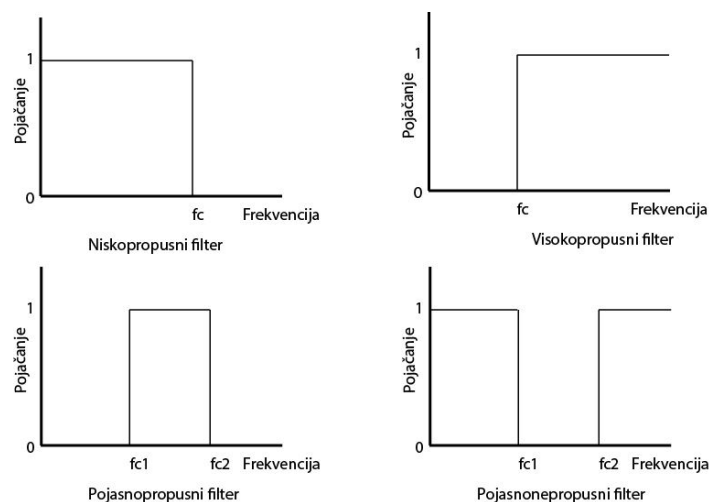 Pojačanje
1
0
fc
Frekvencija
Niskopropusni filter
Pojačanje
1
0
fc
Frekvencija
Visokopropusni filter
Pojačanje
1
0
fc1
fc2
Frekvencija
Pojasnopropusni filter
Pojačanje
1
0
fc1
fc2
Frekvencija
Pojasnonepropusni filter